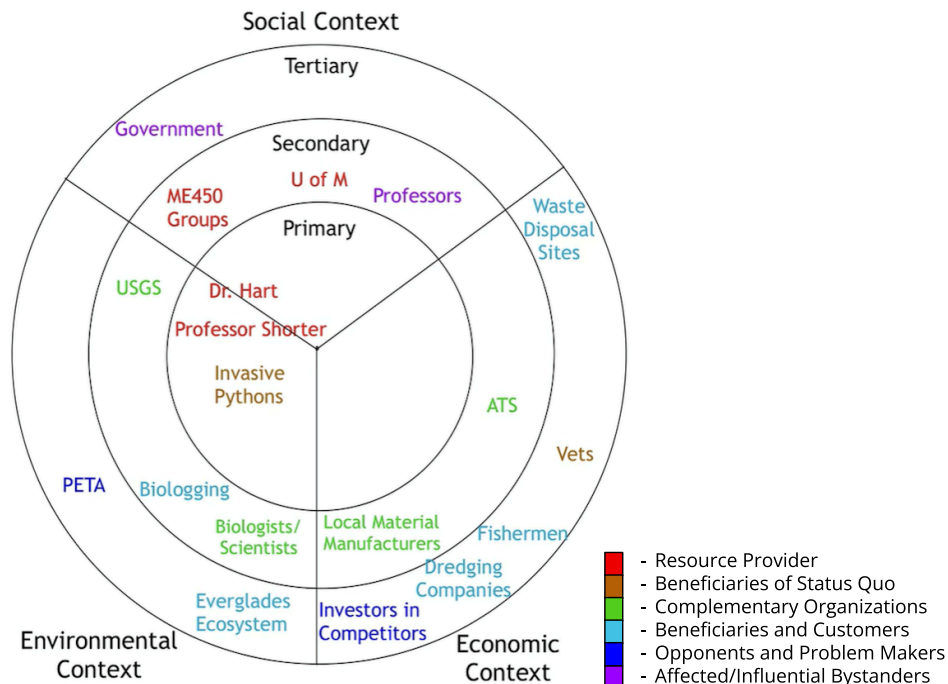 Social Context
Tertiary
Government
Secondary
U of M
ME450
Groups
Professors
Primary
Waste
Disposal
Sites
USGS
Dr. Hart
Professor Shorter
Invasive
Pythons
ATS
Vets
PETA
Biologging
Biologists/
Scientists
Local Material
Manufacturers
Fishermen
Dredging
Companies
Everglades
Ecosystem
Investors in
Competitors
Environmental
Context
Economic
Context
- Resource Provider
- Beneficiaries of Status Quo
- Complementary Organizations
- Beneficiaries and Customers
- Opponents and Problem Makers
- Affected/Influential Bystanders